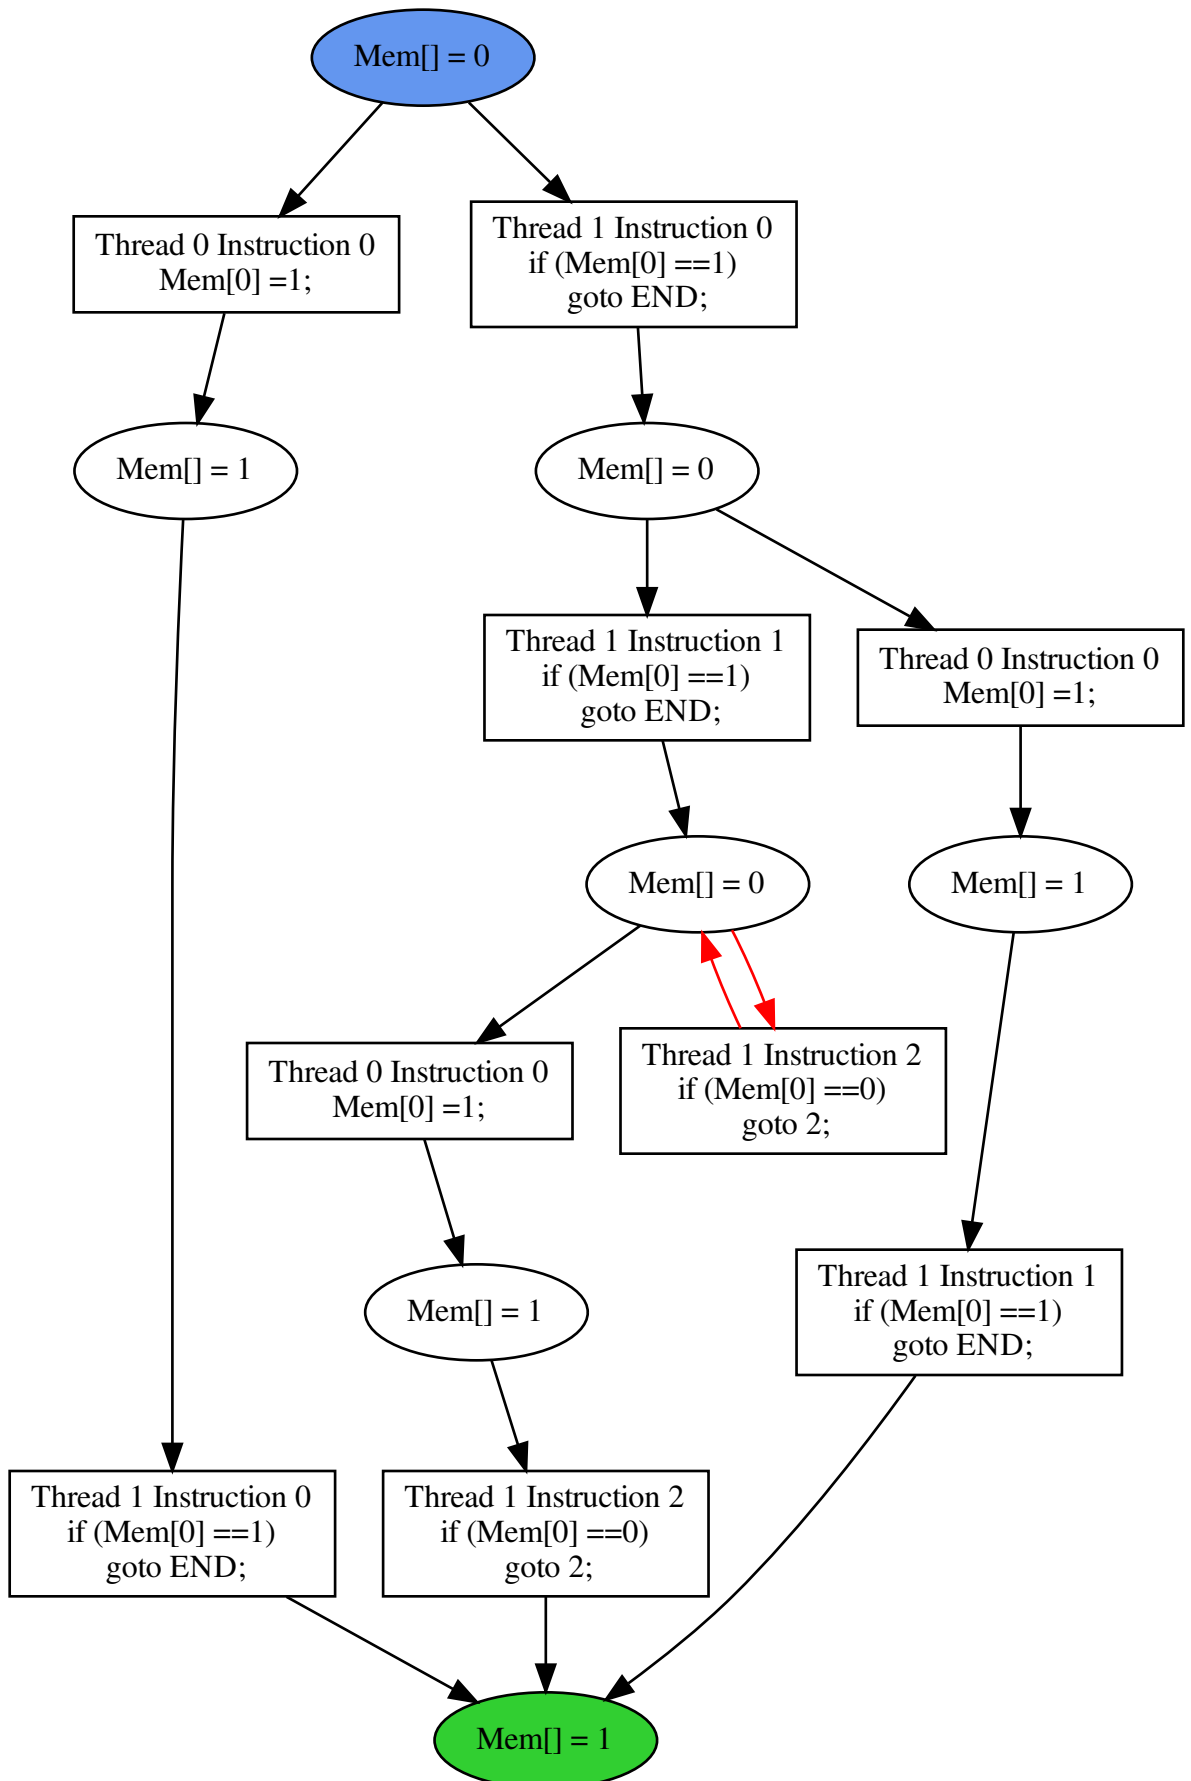 Mem[] = 0
Thread 0 Instruction 0
Mem[0] =1;
Thread 1 Instruction 0
if (Mem[0] ==1)
goto END;
Mem[] = 1
Mem[] = 0
Thread 1 Instruction 1
if (Mem[0] ==1)
goto END;
Thread 0 Instruction 0
Mem[0] =1;
Mem[] = 0
Mem[] = 1
Thread 0 Instruction 0
Mem[0] =1;
Thread 1 Instruction 2
if (Mem[0] ==0)
goto 2;
Mem[] = 1
Thread 1 Instruction 1
if (Mem[0] ==1)
goto END;
Thread 1 Instruction 0
if (Mem[0] ==1)
goto END;
Thread 1 Instruction 2
if (Mem[0] ==0)
goto 2;
Mem[] = 1